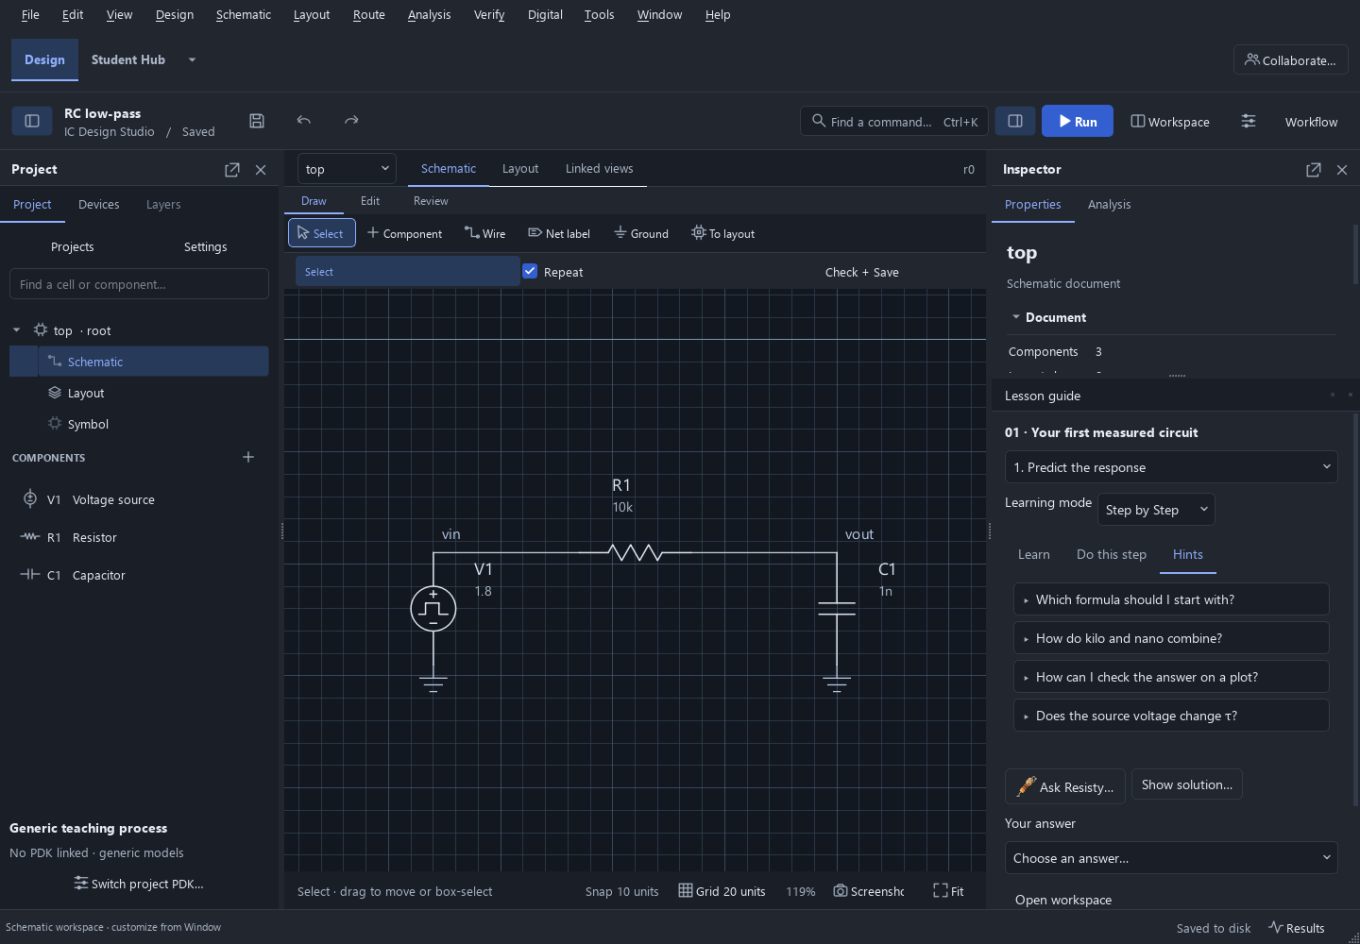 File Edit View Design Schematic Layout Route Analysis Verify Digital Tools Window Help
Design Student Hub
Collaborate...
RC low-pass
IC Design Studio / Saved
Find a command... Ctrl+K
Run
Workspace
Workflow
Project
Project Devices Layers
Projects Settings
Find a cell or component...
top · root
Schematic
Layout
Symbol
COMPONENTS
V1 Voltage source
R1 Resistor
C1 Capacitor
Generic teaching process
No PDK linked · generic models
Switch project PDK...
top
Schematic Layout Linked views
r0
Draw Edit Review
Select Component Wire Net label Ground To layout
Select
Repeat
Check + Save
R1
10k
vin
vout
V1
1.8
C1
1n
Select · drag to move or box-select
Snap 10 units
Grid 20 units
119%
Screensho
Fit
Inspector
Properties Analysis
top
Schematic document
Document
Components 3
Lesson guide
01 · Your first measured circuit
1. Predict the response
Learning mode Step by Step
Learn Do this step Hints
Which formula should I start with?
How do kilo and nano combine?
How can I check the answer on a plot?
Does the source voltage change τ?
Ask Resisty...
Show solution...
Your answer
Choose an answer...
Open workspace
Schematic workspace · customize from Window
Saved to disk
Results